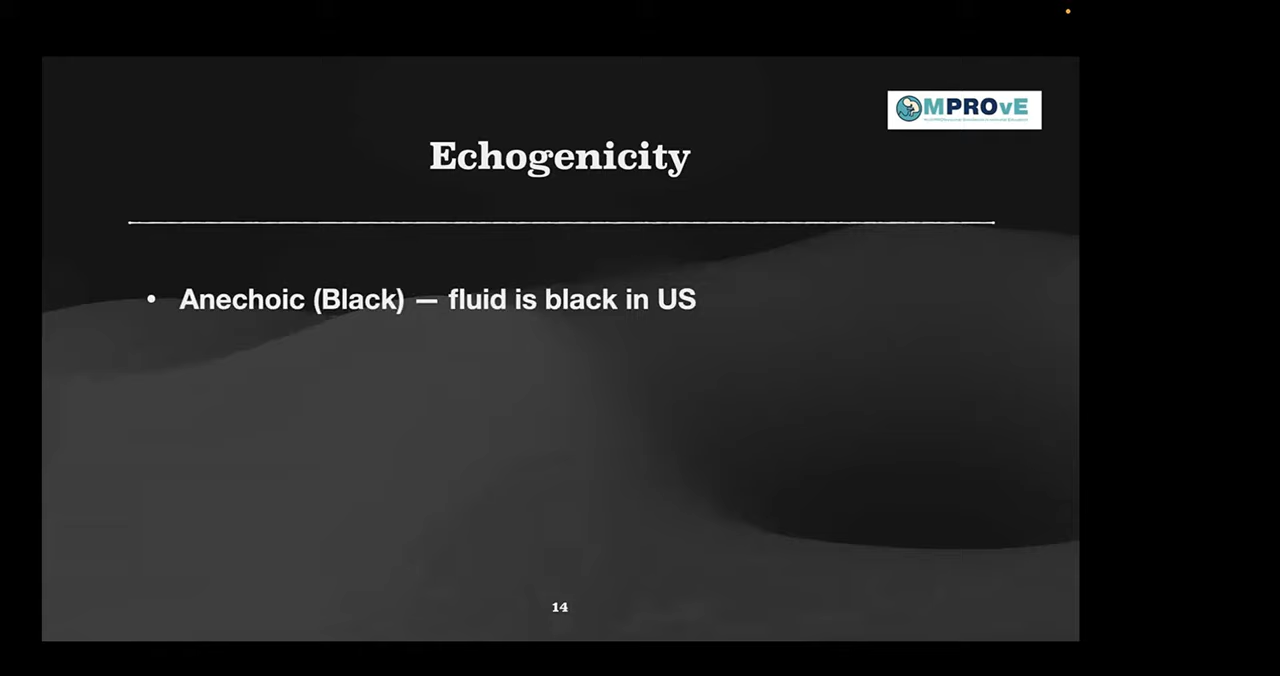 MPROvE
Echogenicity
• Anechoic (Black) — fluid is black in US
14